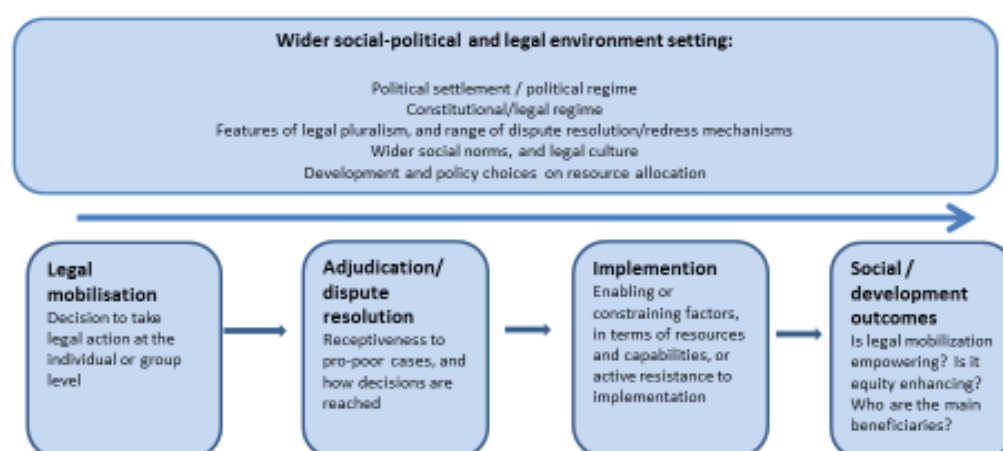 Wider social-political and legal environment setting:
Political settlement / political regime
Constitutional/legal regime
Features of legal pluralism, and range of dispute resolution/redress mechanisms
Wider social norms, and legal culture
Development and policy choices on resource allocation
Legal
mobilisation
Decision to take
legal action at the
individual or group
level
Adjudication/
dispute
resolution
Receptiveness to
pro-poor cases, and
how decisions are
reached
Implemention
Enabling or
constraining factors,
in terms of resources
and capabilities, or
active resistance to
implementation
Social /
development
outcomes
Is legal mobilization
empowering? Is it
equity enhancing?
Who are the main
beneficiaries?